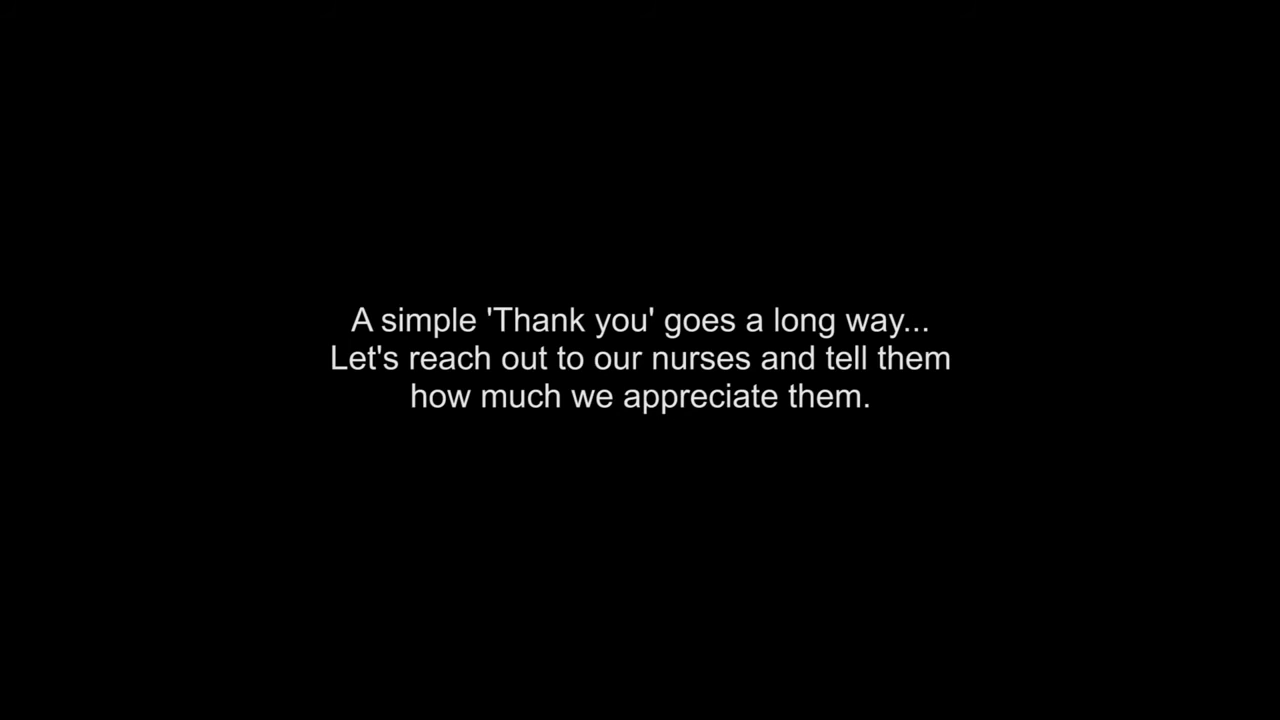 A simple 'Thank you' goes a long way...
Let's reach out to our nurses and tell them
how much we appreciate them.